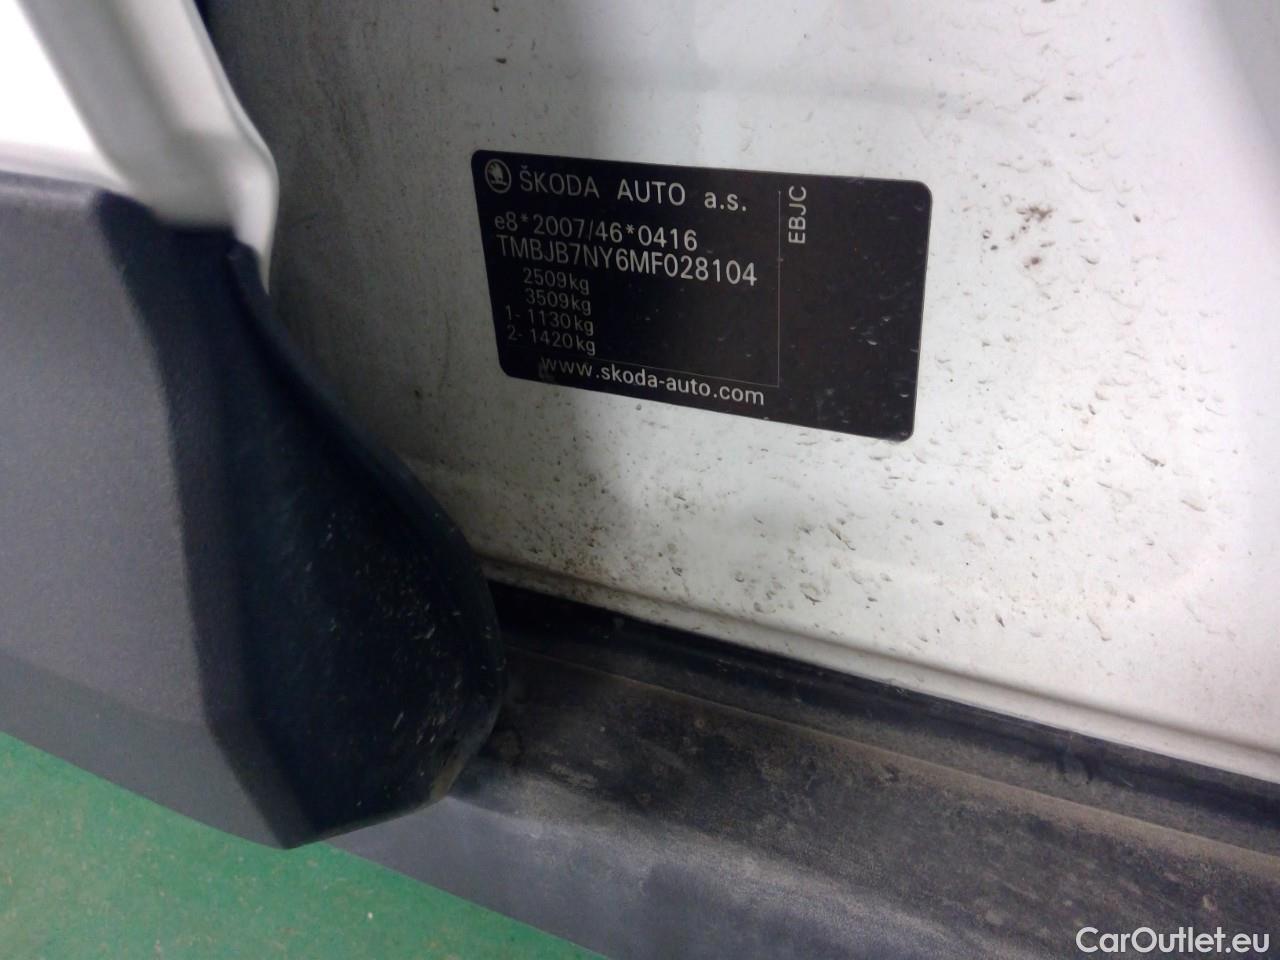 ŠKODA AUTO a.s.
EBJC
e8*2007/46*0416
TMBJB7NY6MF028104
2509kg
3509kg
1- 1130kg
2- 1420kg
www.skoda-auto.com
CarOutlet.eu